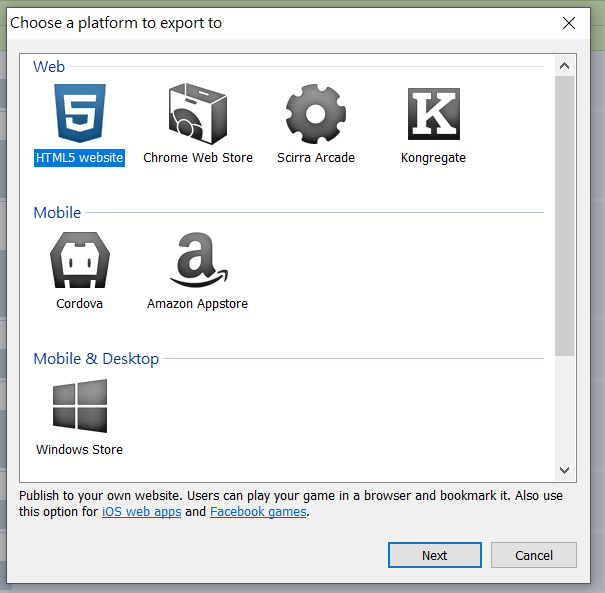 Choose a platform to export to
Web
5
HTML5 website
Chrome Web Store
Scirra Arcade
K
Kongregate
Mobile
Cordova
a
Amazon Appstore
Mobile & Desktop
Windows Store
Publish to your own website. Users can play your game in a browser and bookmark it. Also use
this option for iOS web apps and Facebook games.
Next
Cancel